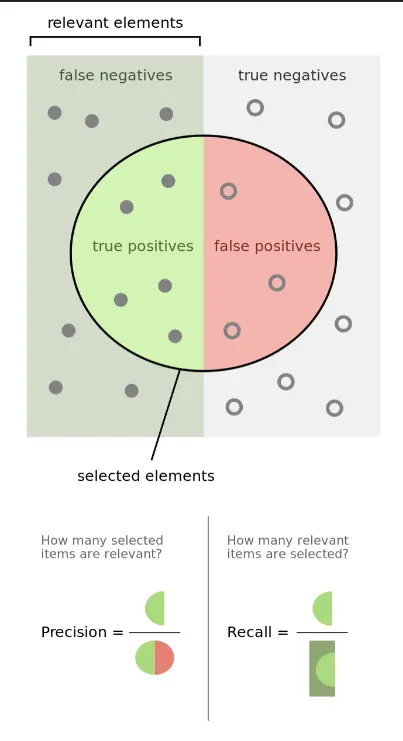 relevant elements
false negatives
true negatives
true positives
false positives
selected elements
How many selected
items are relevant?
How many relevant
items are selected?
Precision =
Recall =